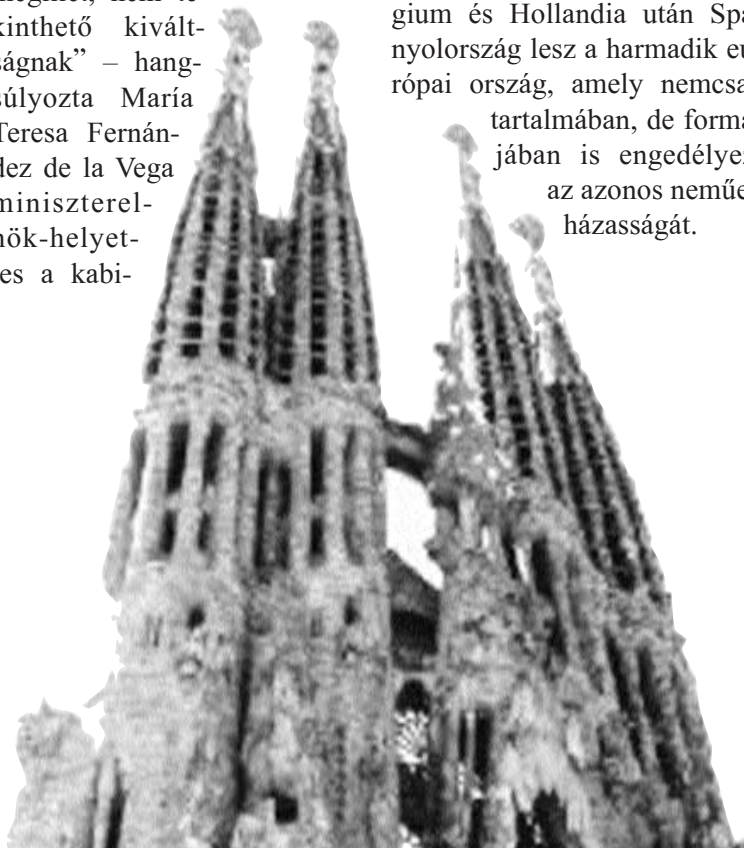 kinthető kivált-
ságnak” – hang-
súlyozta María
Teresa Fernán-
dez de la Vega
miniszterel-
nök-helyet-
es a kabi-
gium és Hollandia után Spa
nyolország lesz a harmadik eu
rópai ország, amely nemcsa
tartalmában, de forma
jában is engedélyez
az azonos neműe
házasságát.